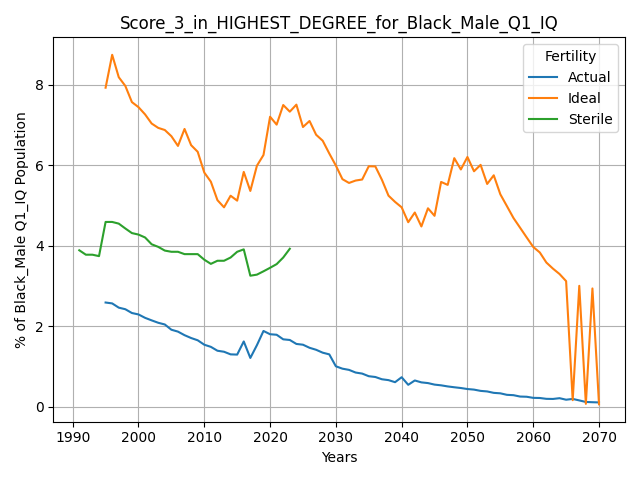 Score_3_in_HIGHEST_DEGREE_for_Black_Male_Q1_IQ
% of Black_Male Q1_IQ Population
8
6
4
2
0
Fertility
Actual
Ideal
Sterile
1990 2000 2010 2020 2030 2040 2050 2060 2070
Years